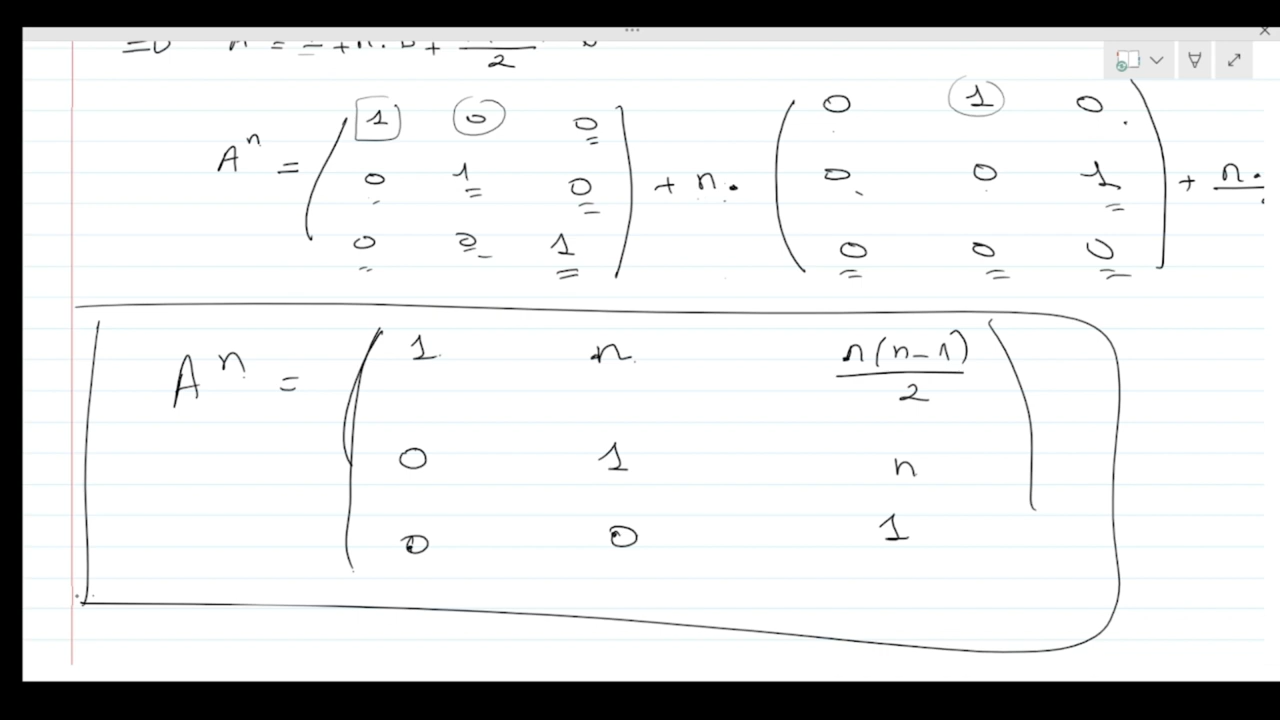 2
A^n = ( 1 0 0 ) + n. ( 0 1 0 ) + n.
0 1 0 0 0 1
0 0 1 0 0 0
A^n = ( 1 n n(n-1)/2 )
0 1 n
0 0 1